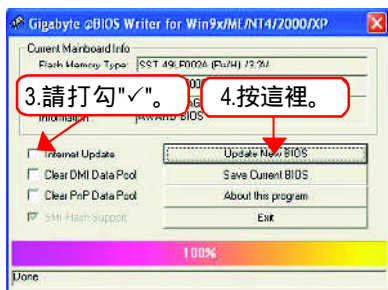 Gigabyte @BIOS Writer for Win9x/ME/NT4/2000/XP
Current Mainboard Info
Flash Memory Type: SST 49LF002A (FWH) /3.3V
3.請打勾"✓"。
4.按這裡。
Information : AWARD BIOS
Internet Update
Update New BIOS
Clear DMI Data Pool
Save Current BIOS
Clear PnP Data Pool
About this program
SMI Flash Support
Exit
100%
Done